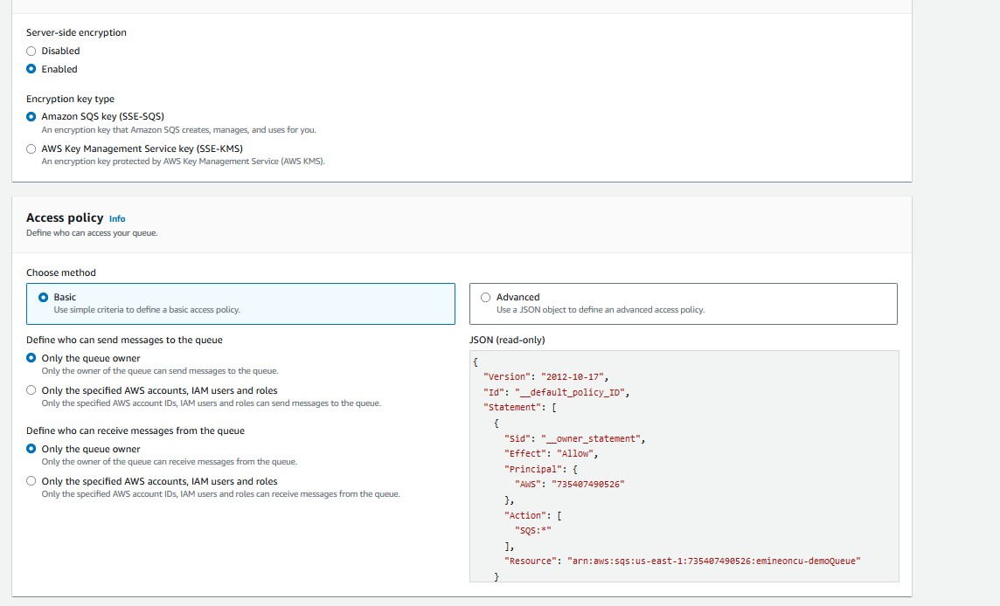 Server-side encryption
Disabled
Enabled
Encryption key type
Amazon SQS key (SSE-SQS)
An encryption key that Amazon SQS creates, manages, and uses for you.
AWS Key Management Service key (SSE-KMS)
An encryption key protected by AWS Key Management Service (AWS KMS).
Access policy Info
Define who can access your queue.
Choose method
Basic
Use simple criteria to define a basic access policy.
Advanced
Use a JSON object to define an advanced access policy.
Define who can send messages to the queue
Only the queue owner
Only the owner of the queue can send messages to the queue.
Only the specified AWS accounts, IAM users and roles
Only the specified AWS account IDs, IAM users and roles can send messages to the queue.
Define who can receive messages from the queue
Only the queue owner
Only the owner of the queue can receive messages from the queue.
Only the specified AWS accounts, IAM users and roles
Only the specified AWS account IDs, IAM users and roles can receive messages from the queue.
JSON (read-only)
{
"Version": "2012-10-17",
"Id": "__default_policy_ID",
"Statement": [
{
"Sid": "__owner_statement",
"Effect": "Allow",
"Principal": {
"AWS": "735407490526"
},
"Action": [
"SQS:*"
],
"Resource": "arn:aws:sqs:us-east-1:735407490526:emineoncu-demoQueue"
}